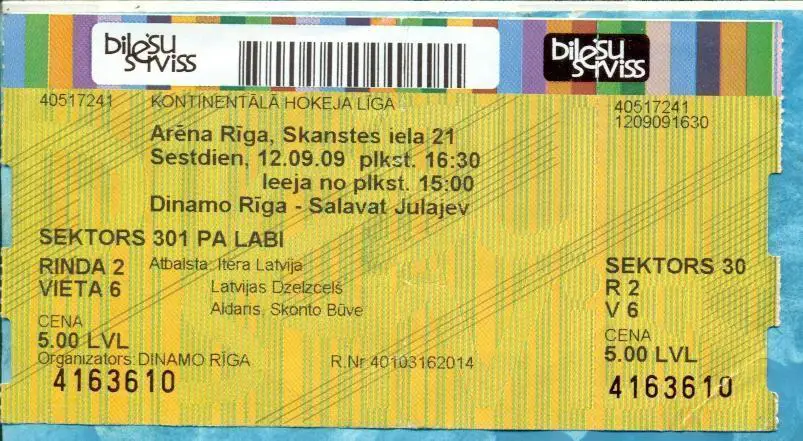 biļešu
serviss
biļešu
serviss
40517241 KONTINENTĀLĀ HOKEJA LĪGA
Arēna Rīga, Skanstes iela 21
Sestdien, 12.09.09 plkst. 16:30
Ieeja no plkst. 15:00
Dinamo Rīga - Salavat Julajev
SEKTORS 301 PA LABI
RINDA 2 Atbalsta: Itera Latvija
VIETA 6 Latvijas Dzelzceļš
Aldaris, Skonto Būve
CENA
5.00 LVL
Organizators: DINAMO RĪGA R.Nr 40103162014
4163610
40517241
1209091630
SEKTORS 30
R 2
V 6
CENA
5.00 LVL
4163610